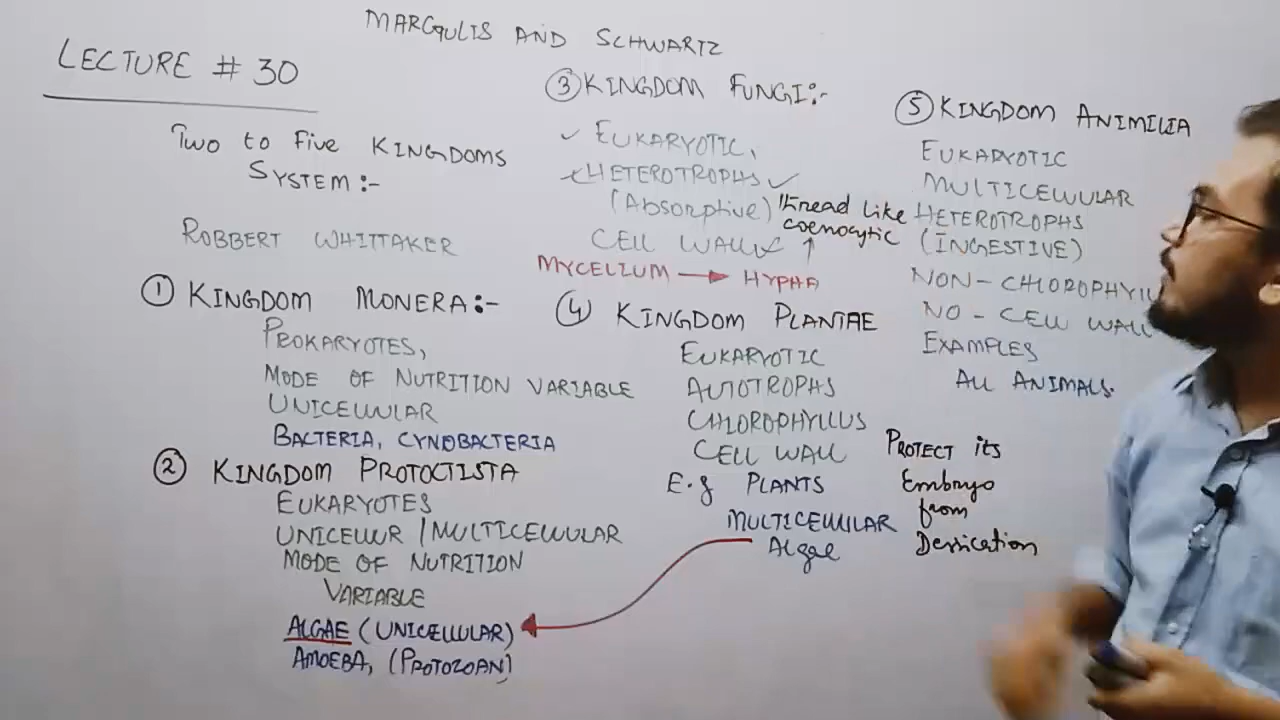 MARGULIS AND SCHWARTZ
LECTURE # 30
Two to Five KINGDOMS
SYSTEM:-
ROBBERT WHITTAKER
① KINGDOM MONERA:-
PROKARYOTES,
MODE OF NUTRITION VARIABLE
UNICELLULAR
BACTERIA, CYNOBACTERIA
② KINGDOM PROTOCTISTA
EUKARYOTES
UNICELLUR / MULTICELLULAR
MODE OF NUTRITION
VARIABLE
ALGAE (UNICELLULAR)
AMOEBA, (PROTOZOAN)
③ KINGDOM FUNGI:-
EUKARYOTIC,
HETEROTROPHS
(Absorptive)
Thread like
coenocytic
CELL WALL
MYCELIUM → HYPHA
④ KINGDOM PLANTAE
EUKARYOTIC
AUTOTROPHS
CHLOROPHYLLUS
CELL WALL
E.g PLANTS
MULTICELLULAR
Algae
PROTECT its
Embryo
from
Dessication
⑤ KINGDOM ANIMILIA
EUKARYOTIC
MULTICELLULAR
HETEROTROPHS
(INGESTIVE)
NON-CHLOROPHYLL
NO-CELL WALL
EXAMPLES
ALL ANIMALS.